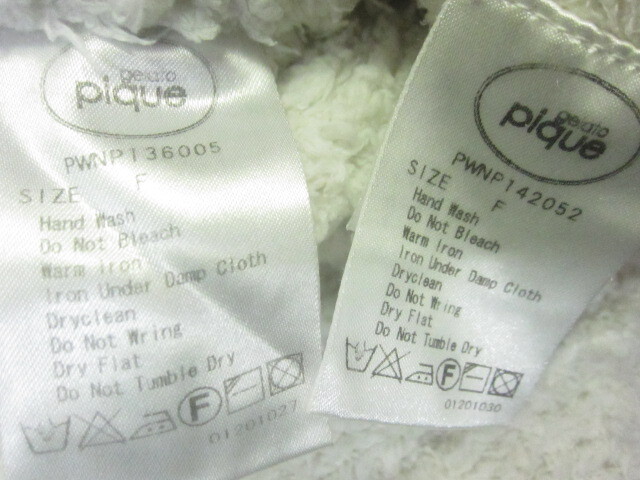 gelato
pique
PWNP136005
SIZE F
Hand Wash
Do Not Bleach
Warm Iron
Iron Under Damp Cloth
Dryclean
Do Not Wring
Dry Flat
Do Not Tumble Dry
F
01201027
gelato
pique
PWNP142052
SIZE F
Hand Wash
Do Not Bleach
Warm Iron
Iron Under Damp Cloth
Dryclean
Do Not Wring
Dry Flat
Do Not Tumble Dry
F
01201030